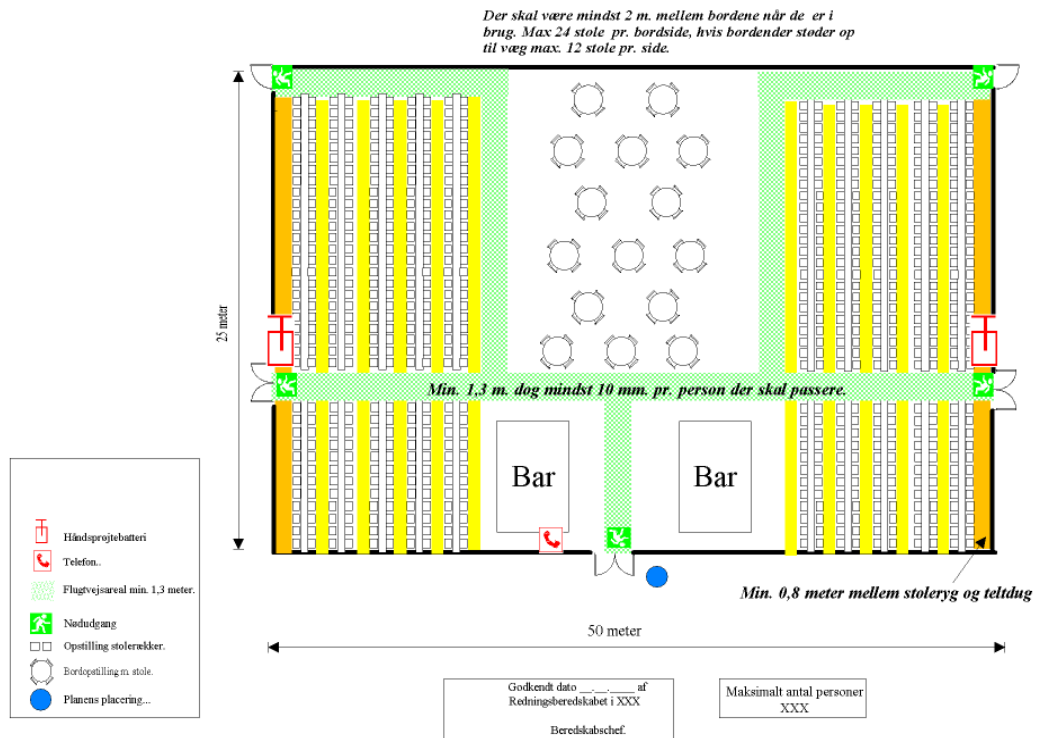 Der skal være mindst 2 m. mellem bordene når de er i
brug. Max 24 stole pr. bordside, hvis bordender støder op
til væg max. 12 stole pr. side.
25 meter
Min. 1,3 m. dog mindst 10 mm. pr. person der skal passere.
Bar
Bar
Håndsprøjtebatteri
Telefon..
Flugtvejsareal min. 1,3 meter.
Nødudgang
Opstilling stolerækker.
Bordopstilling m. stole.
Planens placering...
Min. 0,8 meter mellem stoleryg og teltdug
50 meter
Godkendt dato __.__.____ af
Redningsberedskabet i XXX
Beredskabschef.
Maksimalt antal personer
XXX